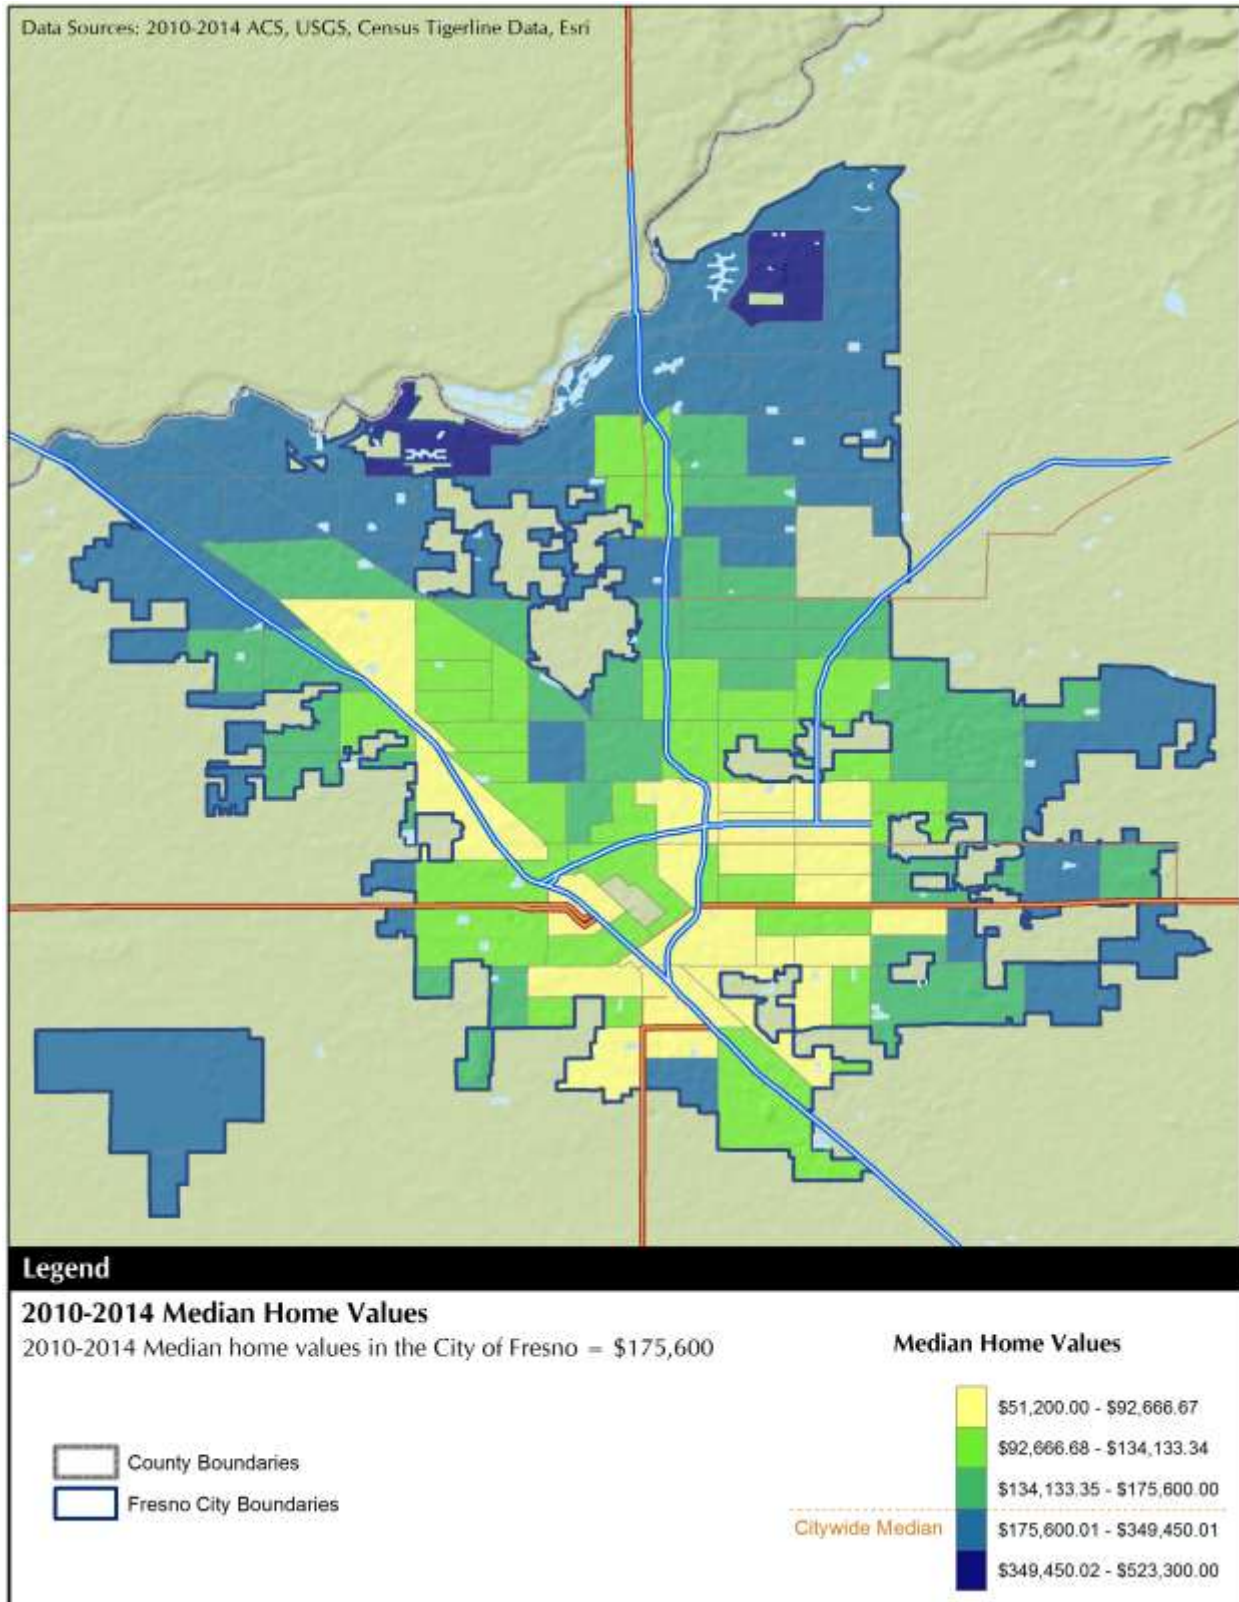 Data Sources: 2010-2014 ACS, USGS, Census Tigerline Data, Esri
Legend
2010-2014 Median Home Values
2010-2014 Median home values in the City of Fresno = $175,600
County Boundaries
Fresno City Boundaries
Median Home Values
$51,200.00 - $92,666.67
$92,666.68 - $134,133.34
$134,133.35 - $175,600.00
Citywide Median
$175,600.01 - $349,450.01
$349,450.02 - $523,300.00